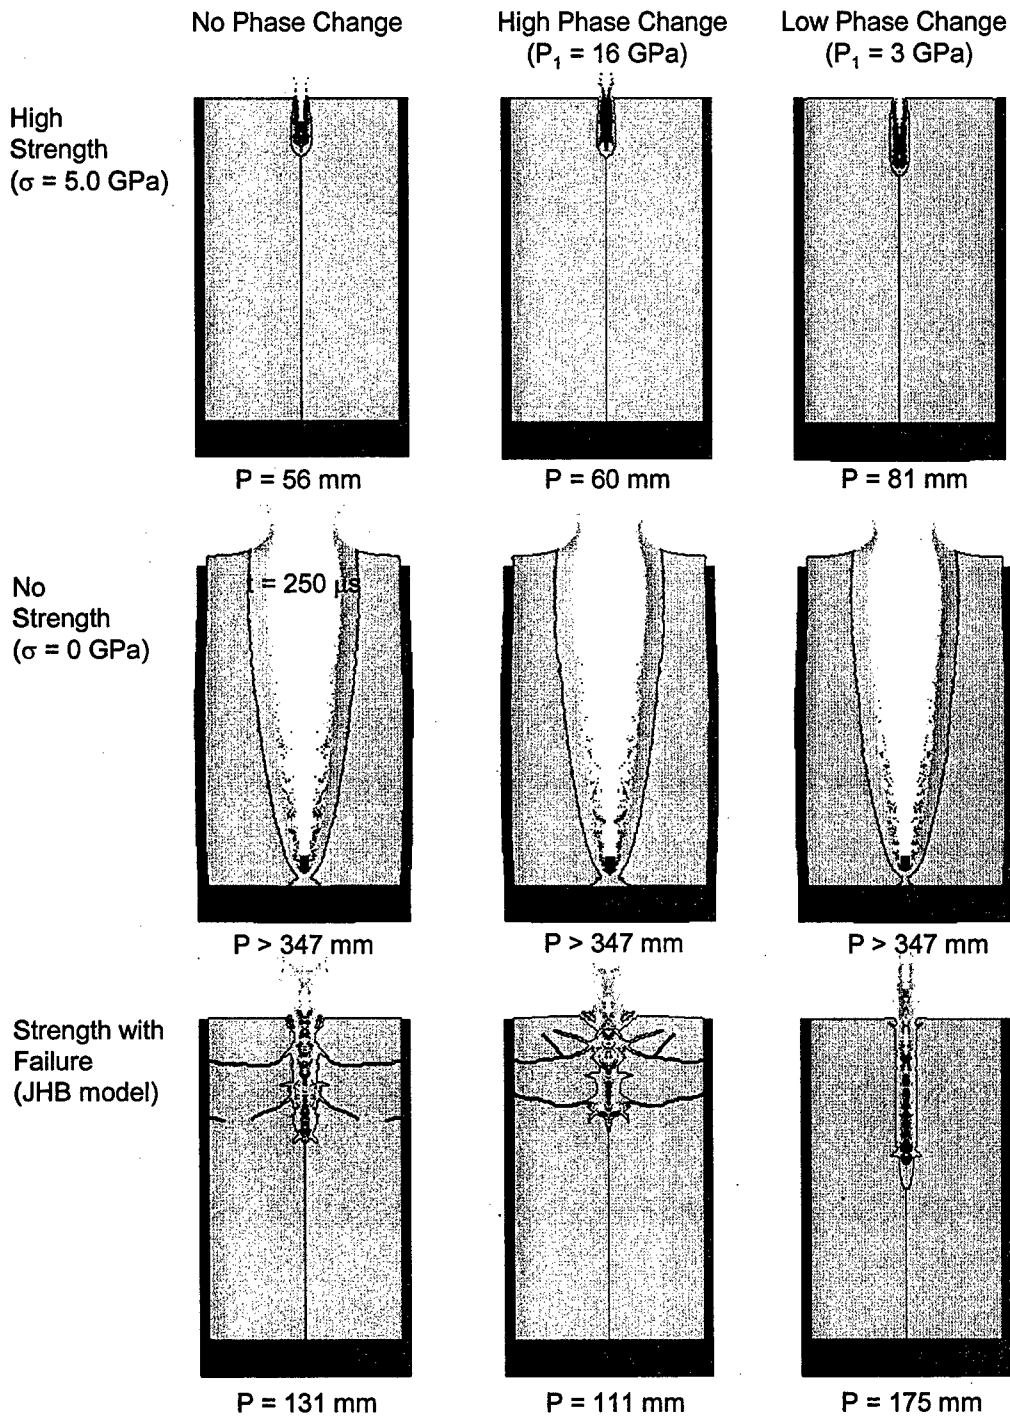 No Phase Change
High Phase Change
(P₁ = 16 GPa)
Low Phase Change
(P₁ = 3 GPa)
High
Strength
(σ = 5.0 GPa)
P = 56 mm
P = 60 mm
P = 81 mm
No
Strength
(σ = 0 GPa)
t = 250 μs
P > 347 mm
P > 347 mm
P > 347 mm
Strength with
Failure
(JHB model)
P = 131 mm
P = 111 mm
P = 175 mm